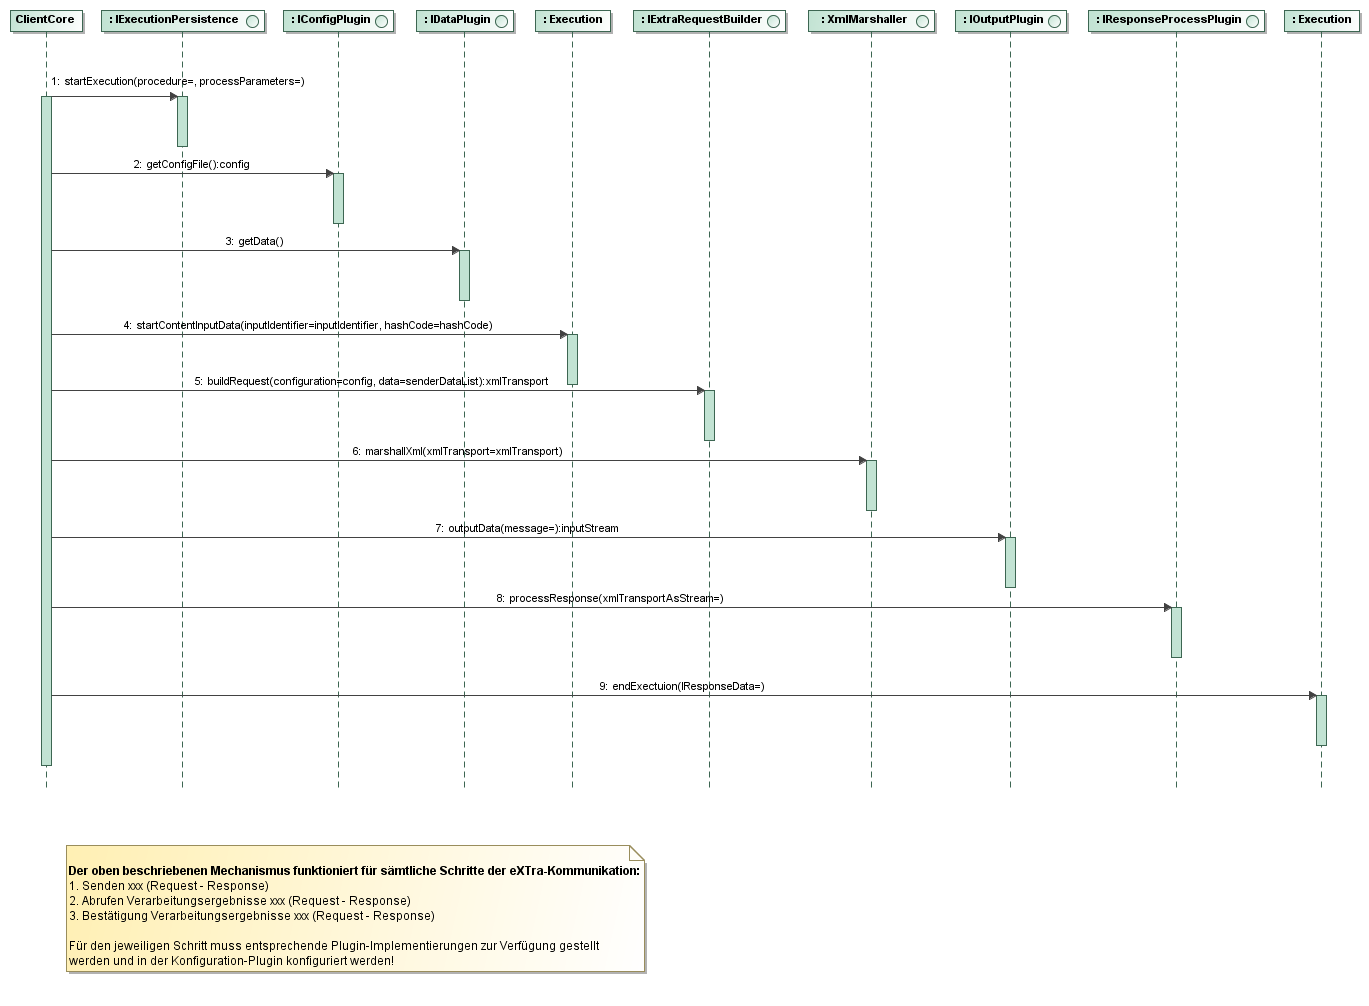 ClientCore
: IExecutionPersistence
: IConfigPlugin
: IDataPlugin
: Execution
: IExtraRequestBuilder
: XmlMarshaller
: IOutputPlugin
: IResponseProcessPlugin
: Execution
1: startExecution(procedure=, processParameters=)
2: getConfigFile():config
3: getData()
4: startContentInputData(inputIdentifier=inputIdentifier, hashCode=hashCode)
5: buildRequest(configuration=config, data=senderDataList):xmlTransport
6: marshallXml(xmlTransport=xmlTransport)
7: outputData(message=):inputStream
8: processResponse(xmlTransportAsStream=)
9: endExectuion(IResponseData=)
Der oben beschriebenen Mechanismus funktioniert für sämtliche Schritte der eXTra-Kommunikation:
1. Senden xxx (Request - Response)
2. Abrufen Verarbeitungsergebnisse xxx (Request - Response)
3. Bestätigung Verarbeitungsergebnisse xxx (Request - Response)
Für den jeweiligen Schritt muss entsprechende Plugin-Implementierungen zur Verfügung gestellt
werden und in der Konfiguration-Plugin konfiguriert werden!